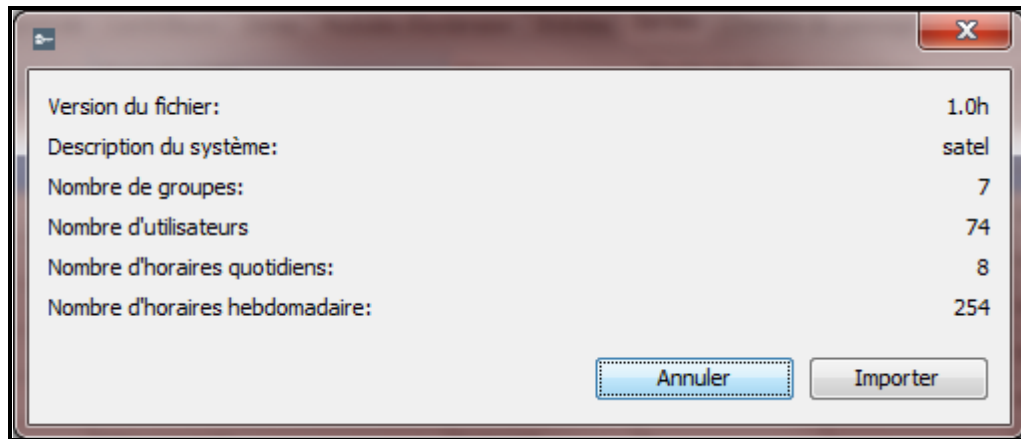 Version du fichier: 1.0h
Description du système: satel
Nombre de groupes: 7
Nombre d'utilisateurs 74
Nombre d'horaires quotidiens: 8
Nombre d'horaires hebdomadaire: 254
Annuler Importer